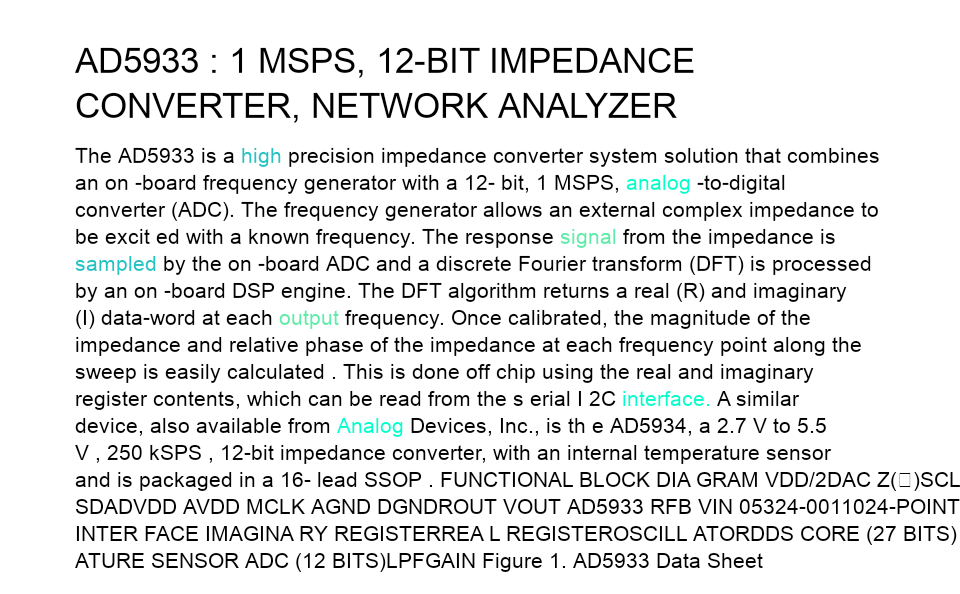 AD5933 : 1 MSPS, 12-BIT IMPEDANCE
CONVERTER, NETWORK ANALYZER
The AD5933 is a high precision impedance converter system solution that combines
an on -board frequency generator with a 12- bit, 1 MSPS, analog -to-digital
converter (ADC). The frequency generator allows an external complex impedance to
be excit ed with a known frequency. The response signal from the impedance is
sampled by the on -board ADC and a discrete Fourier transform (DFT) is processed
by an on -board DSP engine. The DFT algorithm returns a real (R) and imaginary
(I) data-word at each output frequency. Once calibrated, the magnitude of the
impedance and relative phase of the impedance at each frequency point along the
sweep is easily calculated . This is done off chip using the real and imaginary
register contents, which can be read from the s erial I 2C interface. A similar
device, also available from Analog Devices, Inc., is th e AD5934, a 2.7 V to 5.5
V , 250 kSPS , 12-bit impedance converter, with an internal temperature sensor
and is packaged in a 16- lead SSOP . FUNCTIONAL BLOCK DIA GRAM VDD/2DAC Z(□)SCL
SDADVDD AVDD MCLK AGND DGNDROUT VOUT AD5933 RFB VIN 05324-0011024-POINT
INTER FACE IMAGINA RY REGISTERREA L REGISTEROSCILL ATORDDS CORE (27 BITS)
ATURE SENSOR ADC (12 BITS)LPFGAIN Figure 1. AD5933 Data Sheet